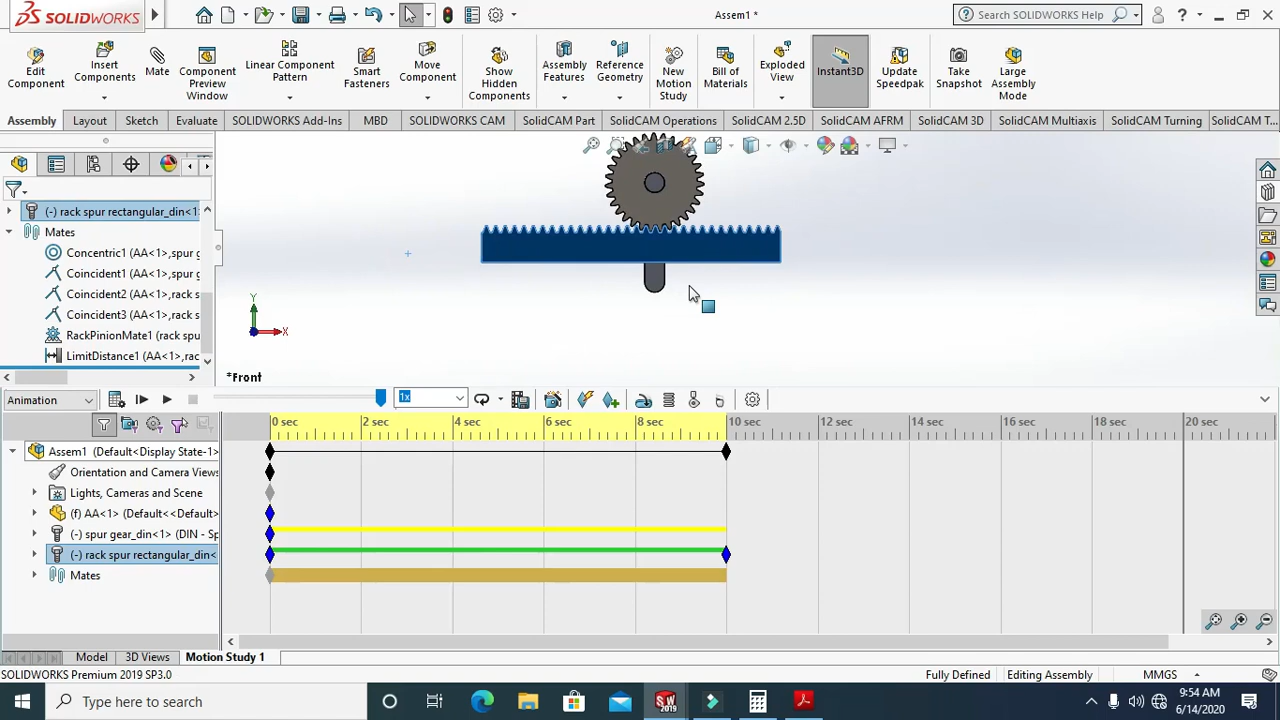 SOLIDWORKS
Assem1 *
Search SOLIDWORKS Help
?
Edit Component
Insert Components
Mate
Component Preview Window
Linear Component Pattern
Smart Fasteners
Move Component
Show Hidden Components
Assembly Features
Reference Geometry
New Motion Study
Bill of Materials
Exploded View
Instant3D
Update Speedpak
Take Snapshot
Large Assembly Mode
Assembly Layout Sketch Evaluate SOLIDWORKS Add-Ins MBD SOLIDWORKS CAM SolidCAM Part SolidCAM Operations SolidCAM 2.5D SolidCAM AFRM SolidCAM 3D SolidCAM Multiaxis SolidCAM Turning SolidCAM T...
(-) rack spur rectangular_din<1
Mates
Concentric1 (AA<1>,spur g
Coincident1 (AA<1>,spur g
Coincident2 (AA<1>,rack s
Coincident3 (AA<1>,rack s
RackPinionMate1 (rack spu
LimitDistance1 (AA<1>,rac
Y
X
*Front
Animation
1x
0 sec 2 sec 4 sec 6 sec 8 sec 10 sec 12 sec 14 sec 16 sec 18 sec 20 sec
Assem1 (Default<Display State-1>
Orientation and Camera Views
Lights, Cameras and Scene
(f) AA<1> (Default<<Default>
(-) spur gear_din<1> (DIN - Sp
(-) rack spur rectangular_din<
Mates
Model 3D Views Motion Study 1
SOLIDWORKS Premium 2019 SP3.0
Fully Defined Editing Assembly MMGS
Type here to search
SW
2019
9:54 AM
6/14/2020